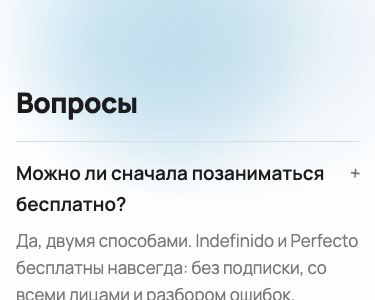 Вопросы
Можно ли сначала позаниматься +
бесплатно?
Да, двумя способами. Indefinido и Perfecto
бесплатны навсегда: без подписки, со
всеми лицами и разбором ошибок.